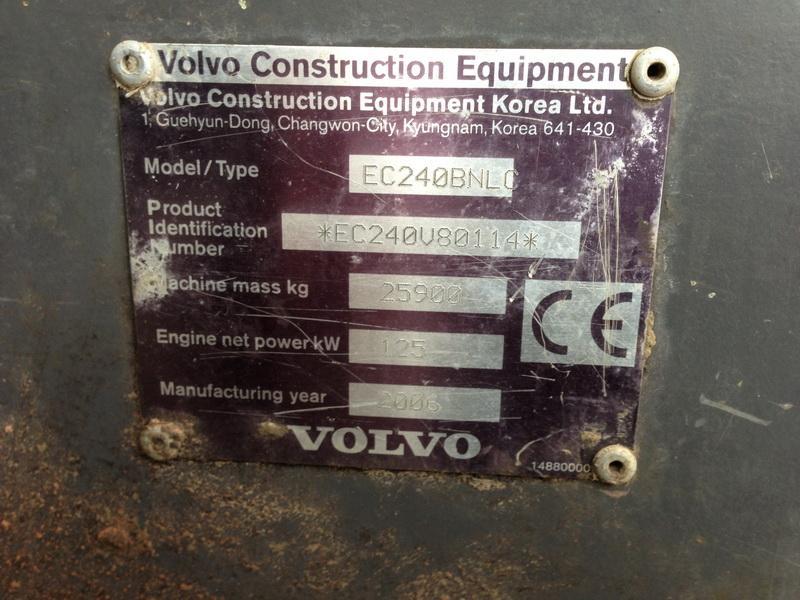 Volvo Construction Equipment
Volvo Construction Equipment Korea Ltd.
1, Guehyun-Dong, Changwon-City, Kyungnam, Korea 641-430
Model/Type EC240BNLC
Product
Identification *EC240V80114*
Number
Machine mass kg 25900
Engine net power kW 125
Manufacturing year 2006
CE
VOLVO
14880000